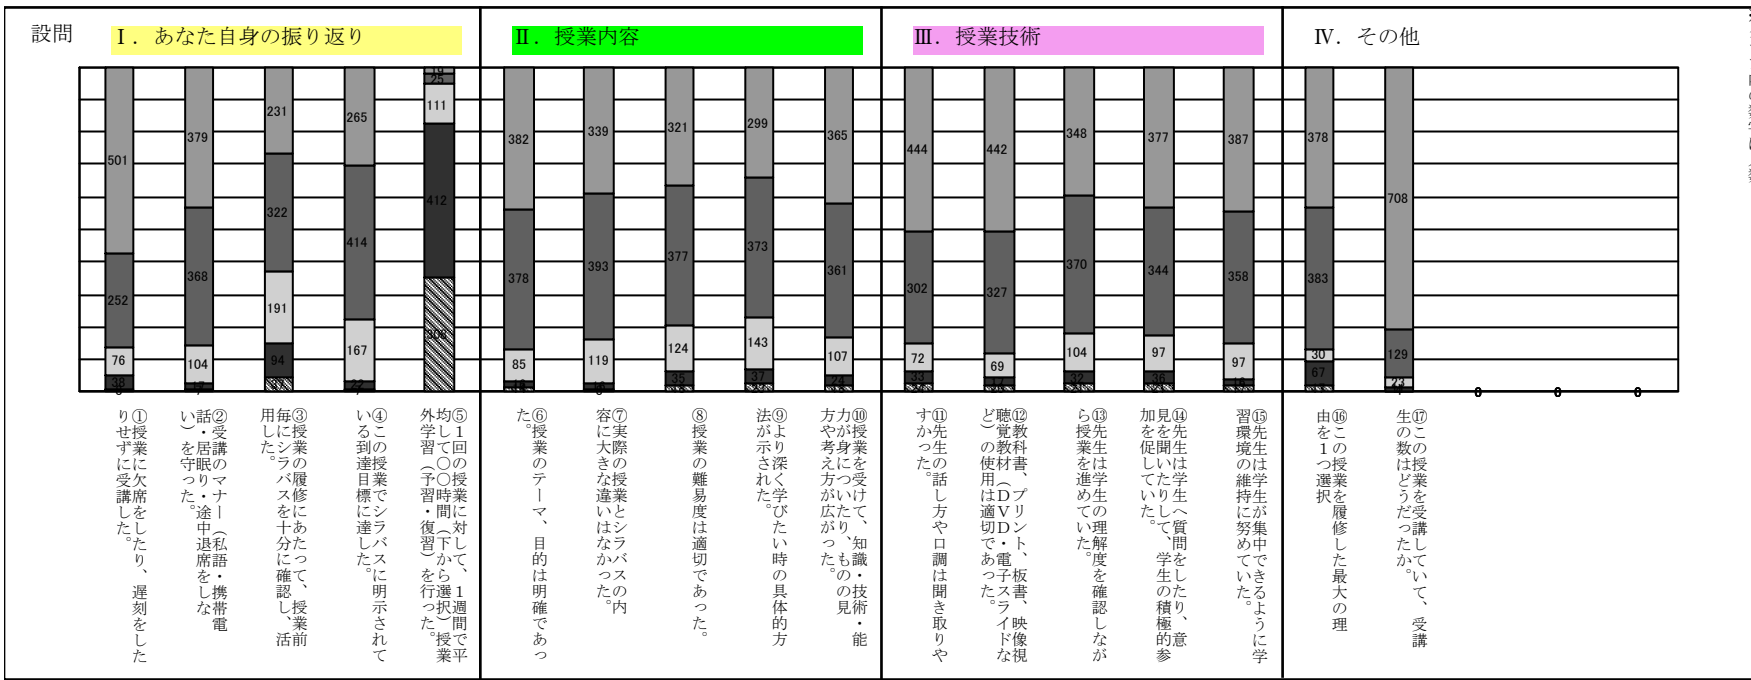 設問
Ⅰ．あなた自身の振り返り
Ⅱ．授業内容
Ⅲ．授業技術
Ⅳ．その他
501
252
76
38
379
368
104
17
231
322
191
94
37
265
414
167
22
19
25
111
412
308
382
378
85
339
393
119
321
377
124
35
299
373
143
37
365
361
107
24
444
302
72
33
442
327
69
17
348
370
104
32
377
344
97
36
387
358
97
378
383
30
67
708
129
23
0
0
0
①授業に欠席をしたり、遅刻をした
りせずに受講した。
②受講のマナー（私語・携帯電
話・居眠り・途中退席をしな
い）を守った。
③授業の履修にあたって、授業前
毎にシラバスを十分に確認し、活
用した。
④この授業でシラバスに明示されて
いる到達目標に達した。
⑤１回の授業に対して、１週間で平
均して〇〇時間（下から選択）授業
外学習（予習・復習）を行った。
⑥授業のテーマ、目的は明確であっ
た。
⑦実際の授業とシラバスの内
容に大きな違いはなかった。
⑧授業の難易度は適切であった。
⑨より深く学びたい時の具体的方
法が示された。
⑩授業を受けて、知識・技術・能
力が身についたり、ものの見
方や考え方が広がった。
⑪先生の話し方や口調は聞き取りや
すかった。
⑫教科書、プリント、板書、映像視
聴覚教材（ＤＶＤ・電子スライドな
ど）の使用は適切であった。
⑬先生は学生の理解度を確認しなが
ら授業を進めていた。
⑭先生は学生へ質問をしたり、意
見を聞いたりして、学生の積極的参
加を促していた。
⑮先生は学生が集中できるように学
習環境の維持に努めていた。
⑯この授業を履修した最大の理
由を１つ選択
⑰この授業を受講していて、受講
生の数はどうだったか。